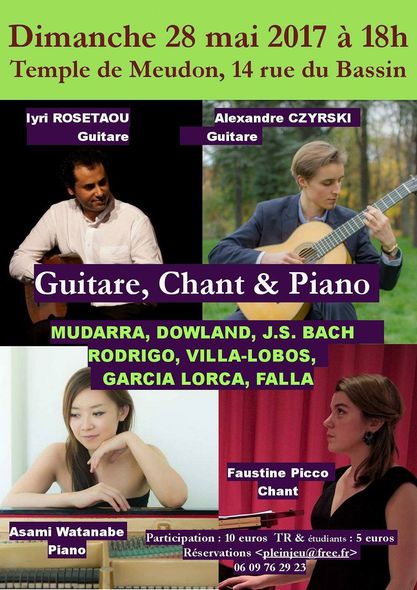 Dimanche 28 mai 2017 à 18h
Temple de Meudon, 14 rue du Bassin
Iyri ROSETAOU
Guitare
Alexandre CZYRSKI
Guitare
Guitare, Chant & Piano
MUDARRA, DOWLAND, J.S. BACH
RODRIGO, VILLA-LOBOS,
GARCIA LORCA, FALLA
Faustine Picco
Chant
Asami Watanabe
Piano
Participation : 10 euros TR & étudiants : 5 euros
Réservations <pleinjeu@free.fr>
06 09 76 29 23